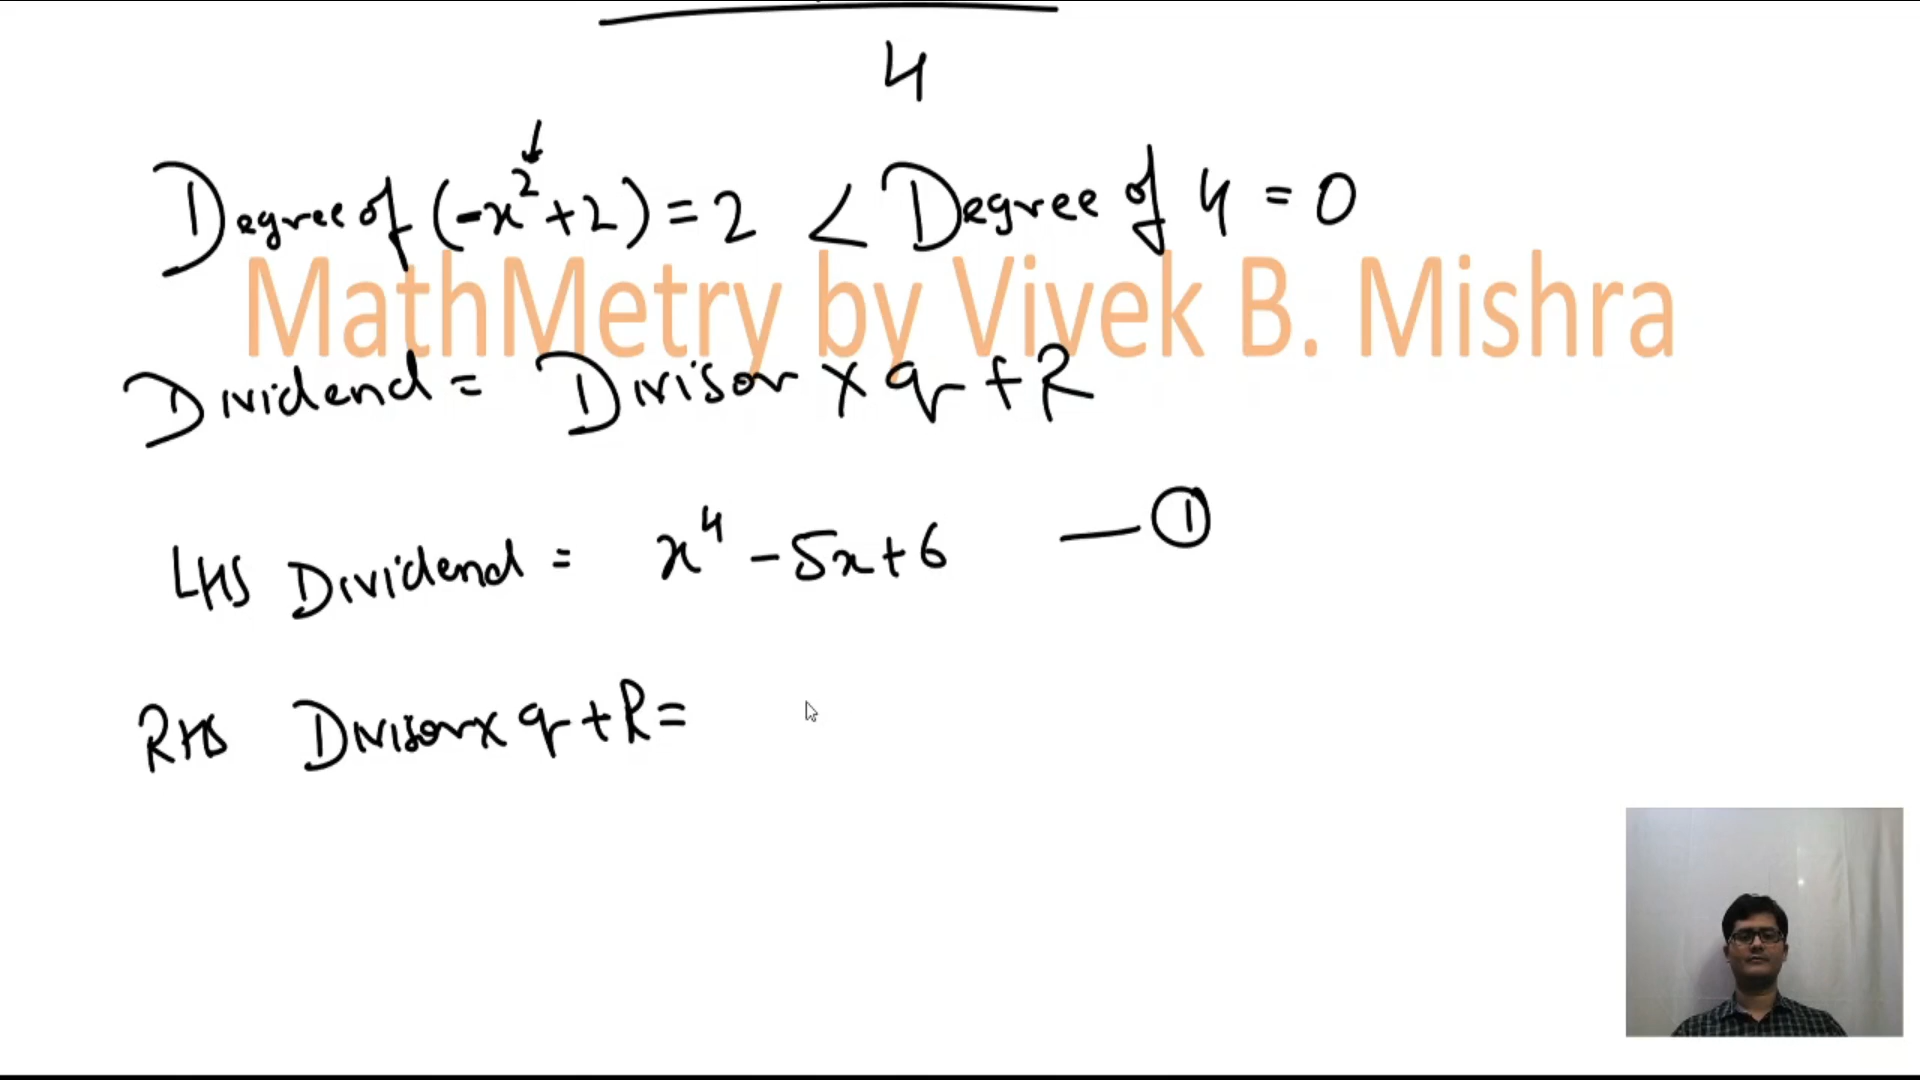 4
↓
Degree of (-x²+2) = 2 < Degree of 4 = 0
MathMetry by Vivek B. Mishra
Dividend = Divisor × q + R
LHS Dividend = x⁴ - 5x + 6 — ①
RHS Divisor × q + R =